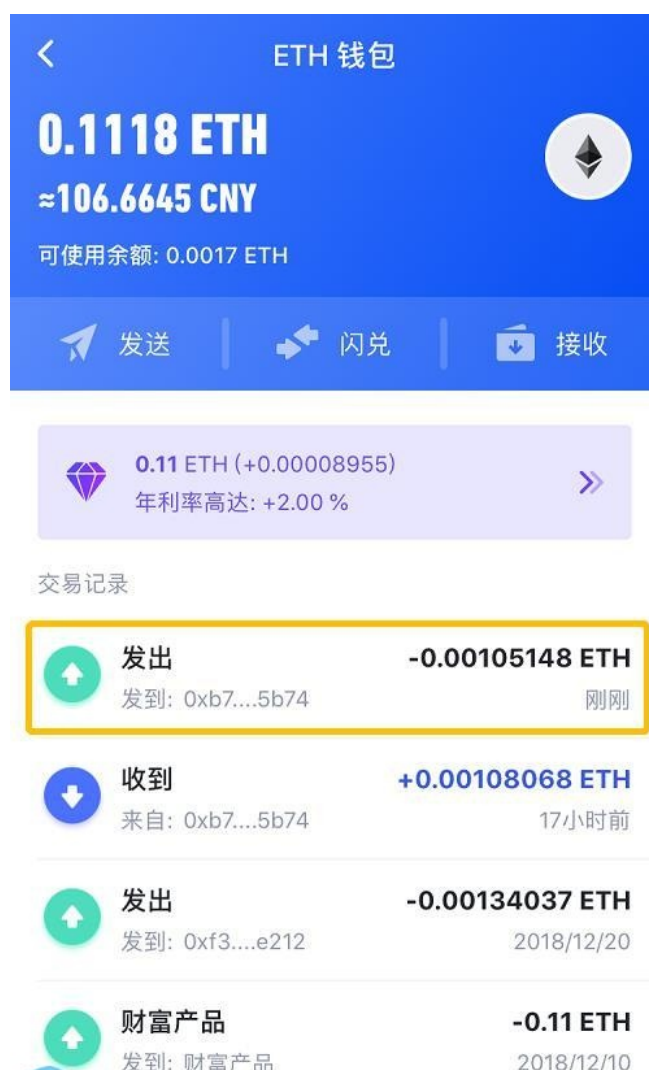 ETH 钱包
0.1118 ETH
≈106.6645 CNY
可使用余额: 0.0017 ETH
发送 闪兑 接收
0.11 ETH (+0.00008955)
年利率高达: +2.00 %
交易记录
发出 -0.00105148 ETH
发到: 0xb7....5b74 刚刚
收到 +0.00108068 ETH
来自: 0xb7....5b74 17小时前
发出 -0.00134037 ETH
发到: 0xf3....e212 2018/12/20
财富产品 -0.11 ETH
发到: 财富产品 2018/12/10